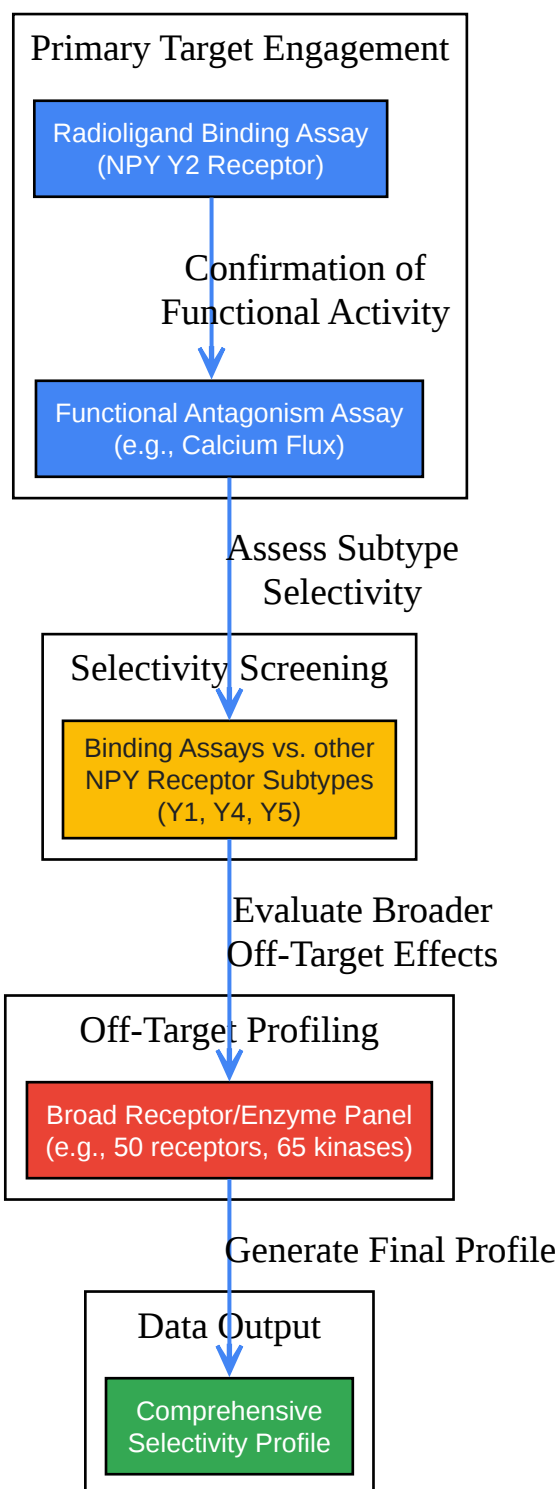 Primary Target Engagement
Radioligand Binding Assay
(NPY Y2 Receptor)
Confirmation of
Functional Activity
Functional Antagonism Assay
(e.g., Calcium Flux)
Assess Subtype
Selectivity
Selectivity Screening
Binding Assays vs. other
NPY Receptor Subtypes
(Y1, Y4, Y5)
Evaluate Broader
Off-Target Effects
Off-Target Profiling
Broad Receptor/Enzyme Panel
(e.g., 50 receptors, 65 kinases)
Generate Final Profile
Data Output
Comprehensive
Selectivity Profile